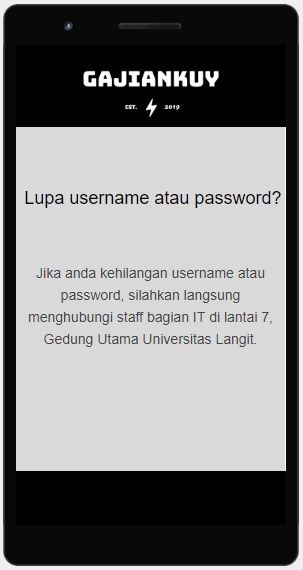 GAJIANKUY
EST. 2019
Lupa username atau password?
Jika anda kehilangan username atau
password, silahkan langsung
menghubungi staff bagian IT di lantai 7,
Gedung Utama Universitas Langit.